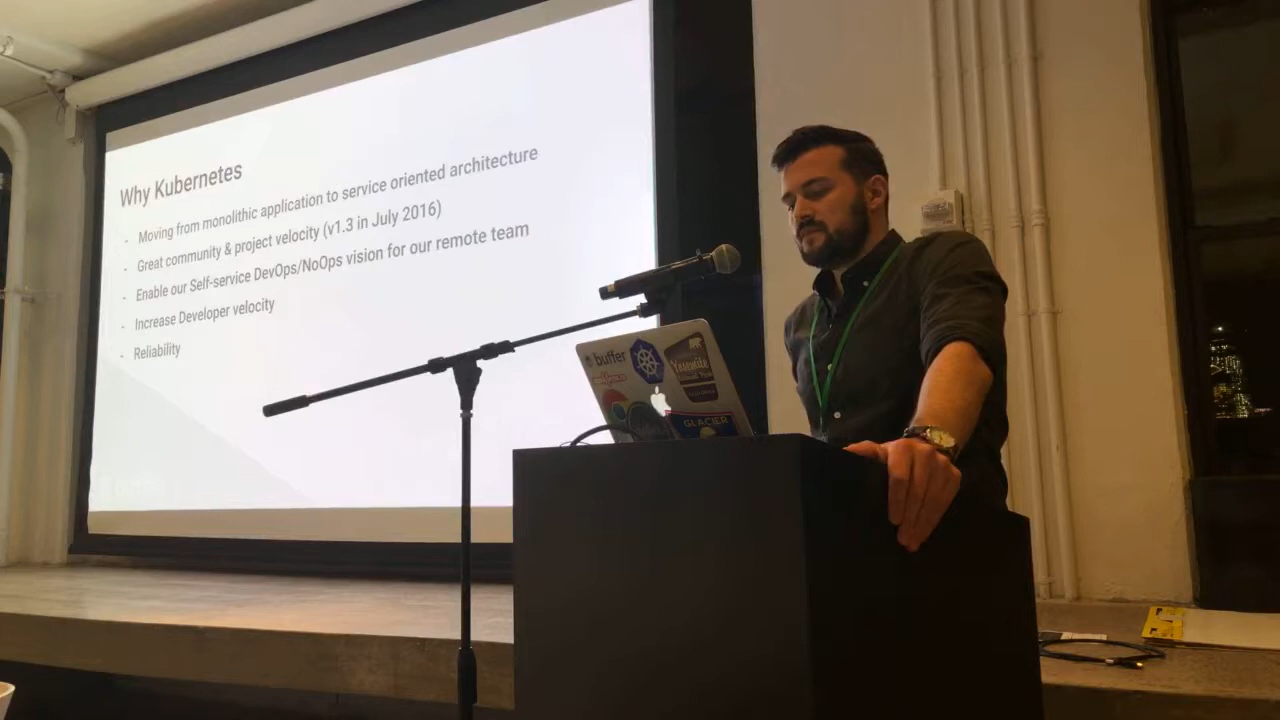 Why Kubernetes
- Moving from monolithic application to service oriented architecture
- Great community & project velocity (v1.3 in July 2016)
- Enable our Self-service DevOps/NoOps vision for our remote team
- Increase Developer velocity
- Reliability
buffer
Yosemite
GLACIER